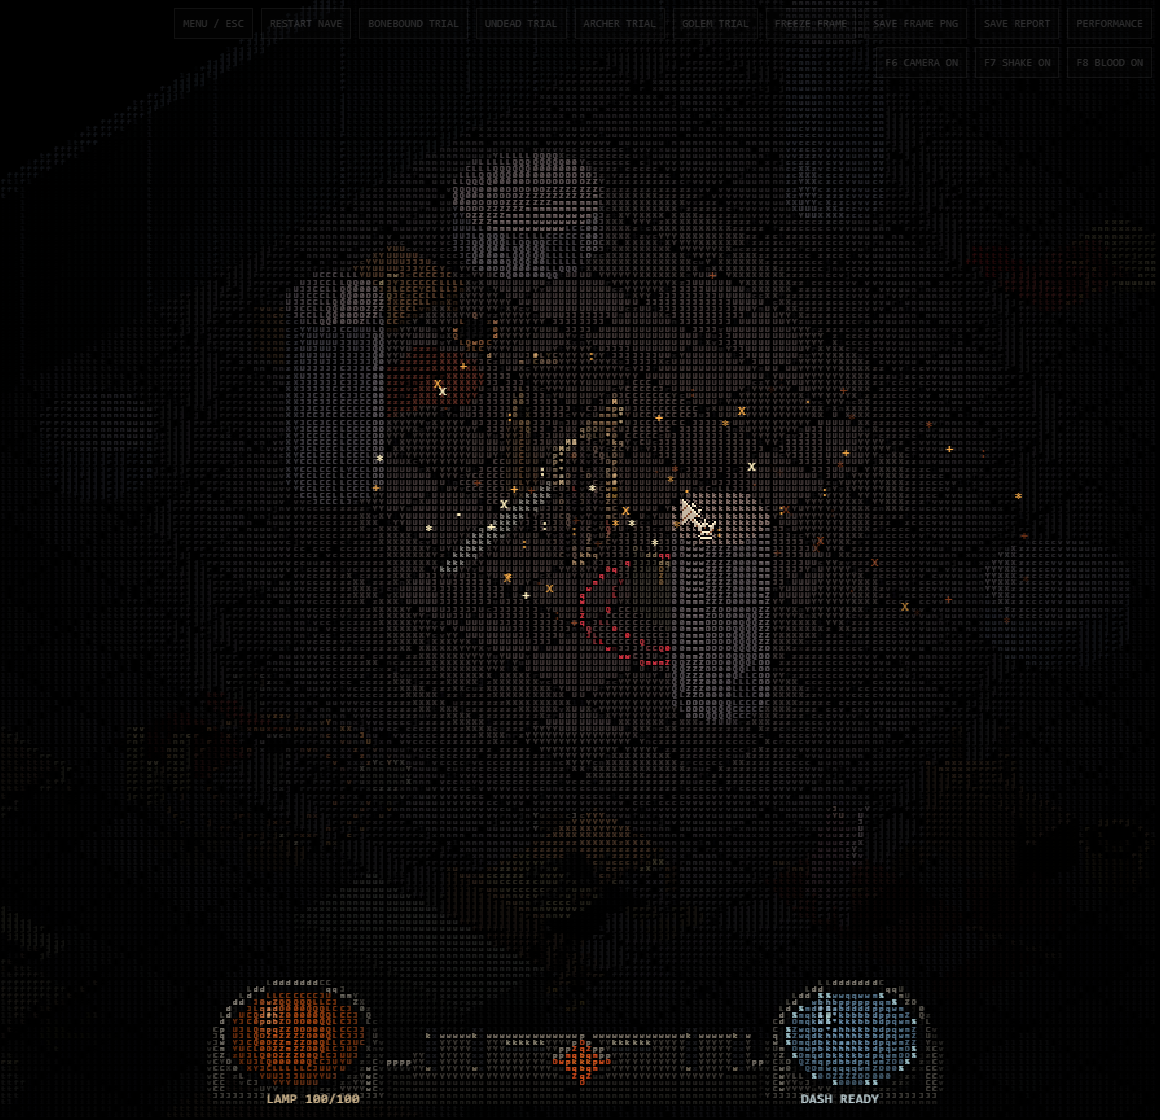 MENU / ESC RESTART NAVE BONEBOUND TRIAL UNDEAD TRIAL ARCHER TRIAL GOLEM TRIAL FREEZE FRAME SAVE FRAME PNG SAVE REPORT PERFORMANCE
F6 CAMERA ON F7 SHAKE ON F8 BLOOD ON
LAMP 100/100 DASH READY